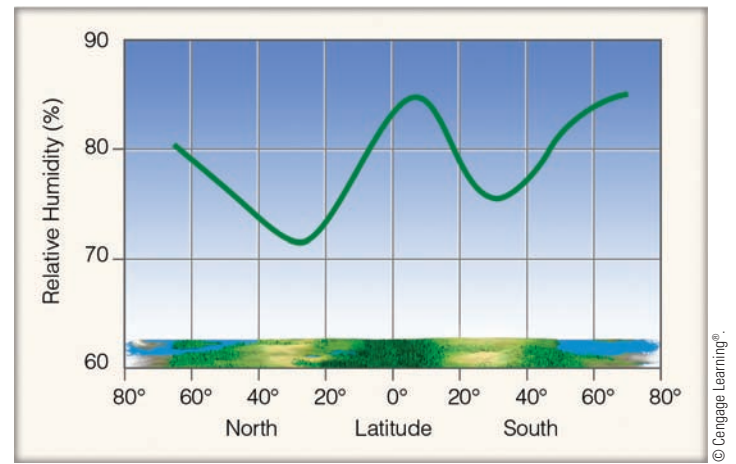 90
80
70
60
Relative Humidity (%)
80° 60° 40° 20° 0° 20° 40° 60° 80°
North Latitude South
© Cengage Learning®.